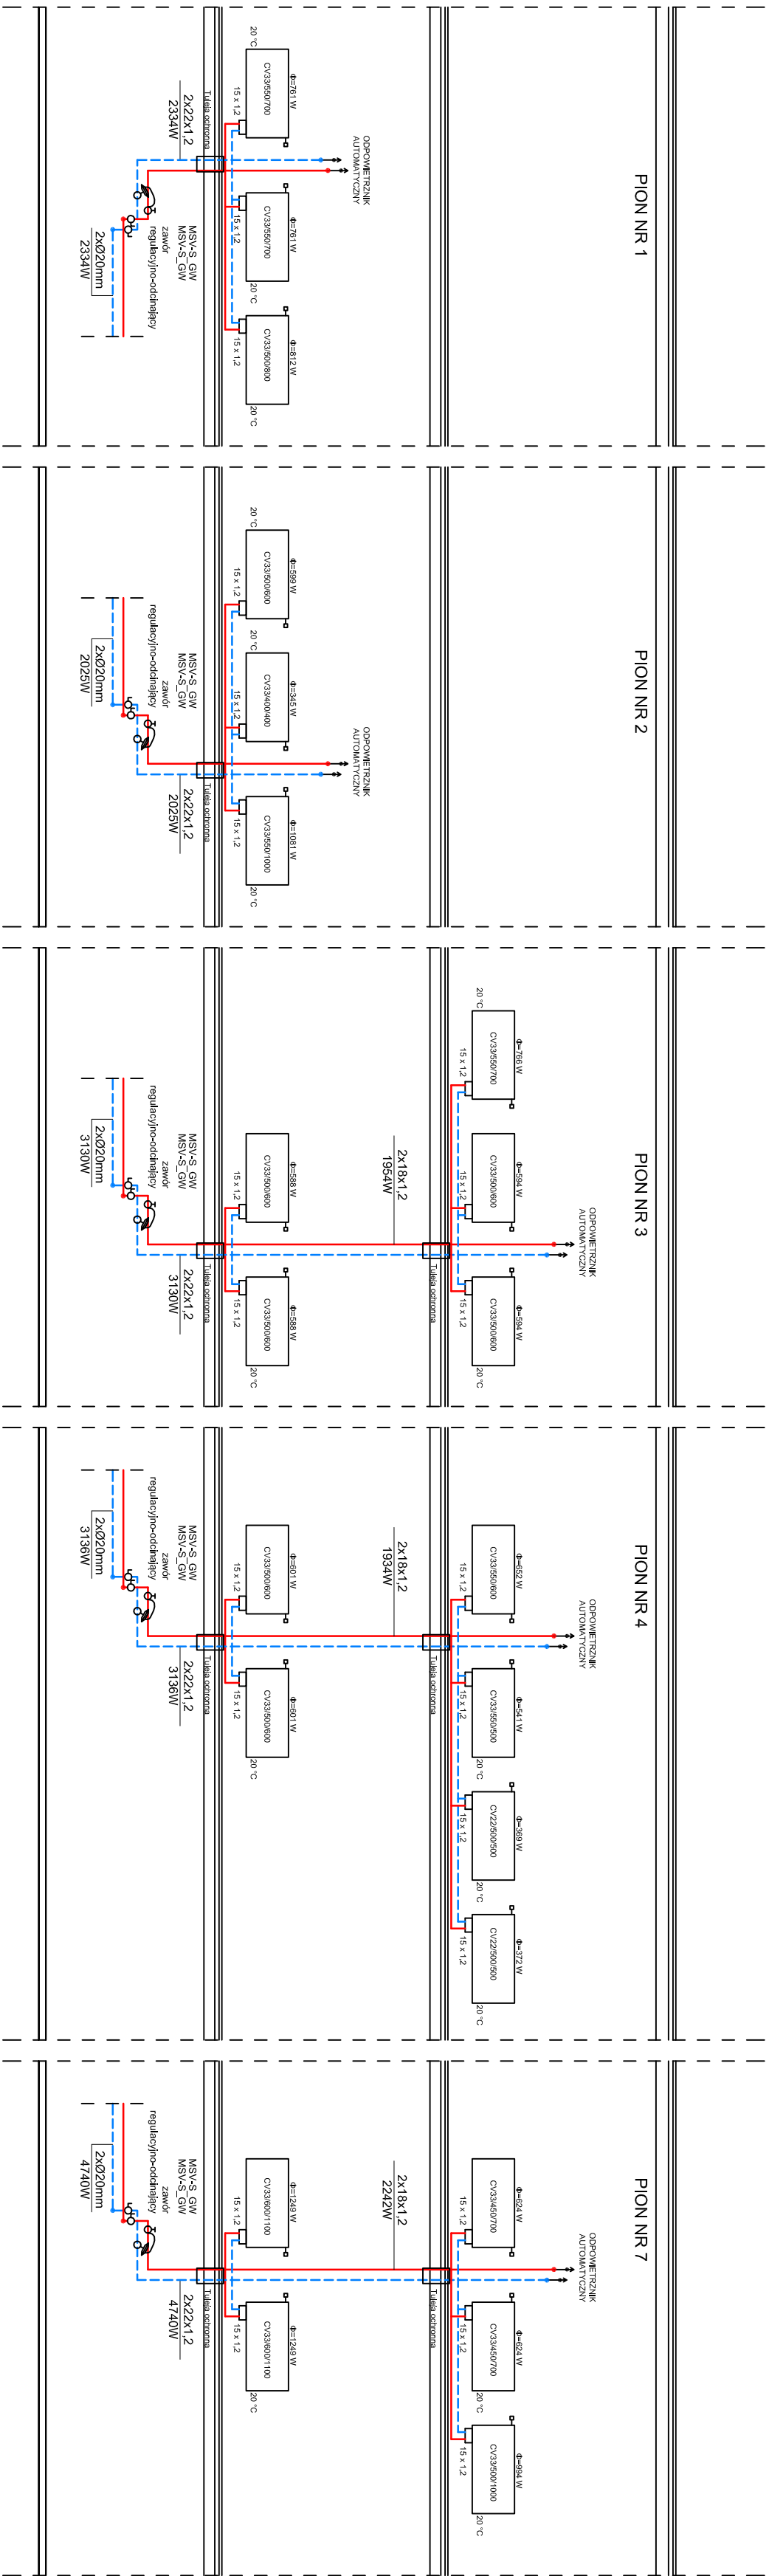 PION NR 1
ODPOWIETRZNIK
AUTOMATYCZNY
Φ=761 W
CV33/550/700
20 °C
15 x 1,2
Φ=761 W
CV33/550/700
20 °C
15 x 1,2
Φ=812 W
CV33/500/800
20 °C
15 x 1,2
Tuleja ochronna
2x22x1,2
2334W
MSV-S_GW
MSV-S_GW
zawór
regulacyjno-odcinający
2xØ20mm
2334W
PION NR 2
ODPOWIETRZNIK
AUTOMATYCZNY
Φ=599 W
CV33/500/600
20 °C
15 x 1,2
Φ=345 W
CV33/400/400
20 °C
15 x 1,2
Φ=1081 W
CV33/550/1000
20 °C
15 x 1,2
Tuleja ochronna
2x22x1,2
2025W
MSV-S_GW
MSV-S_GW
zawór
regulacyjno-odcinający
2xØ20mm
2025W
PION NR 3
ODPOWIETRZNIK
AUTOMATYCZNY
Φ=766 W
CV33/550/700
20 °C
15 x 1,2
Φ=594 W
CV33/500/600
15 x 1,2
Φ=594 W
CV33/500/600
20 °C
15 x 1,2
Tuleja ochronna
2x18x1,2
1954W
Φ=588 W
CV33/500/600
15 x 1,2
Φ=588 W
CV33/500/600
20 °C
15 x 1,2
Tuleja ochronna
2x22x1,2
3130W
MSV-S_GW
MSV-S_GW
zawór
regulacyjno-odcinający
2xØ20mm
3130W
PION NR 4
ODPOWIETRZNIK
AUTOMATYCZNY
Φ=652 W
CV33/550/600
15 x 1,2
Φ=541 W
CV33/550/500
20 °C
15 x 1,2
Φ=369 W
CV22/500/500
20 °C
15 x 1,2
Φ=372 W
CV22/500/500
20 °C
15 x 1,2
Tuleja ochronna
2x18x1,2
1934W
Φ=601 W
CV33/500/600
15 x 1,2
Φ=601 W
CV33/500/600
20 °C
15 x 1,2
Tuleja ochronna
2x22x1,2
3136W
MSV-S_GW
MSV-S_GW
zawór
regulacyjno-odcinający
2xØ20mm
3136W
PION NR 7
ODPOWIETRZNIK
AUTOMATYCZNY
Φ=624 W
CV33/450/700
15 x 1,2
Φ=624 W
CV33/450/700
20 °C
15 x 1,2
Φ=994 W
CV33/500/1000
20 °C
15 x 1,2
Tuleja ochronna
2x18x1,2
2242W
Φ=1249 W
CV33/600/1100
15 x 1,2
Φ=1249 W
CV33/600/1100
20 °C
15 x 1,2
Tuleja ochronna
2x22x1,2
4740W
MSV-S_GW
MSV-S_GW
zawór
regulacyjno-odcinający
2xØ20mm
4740W